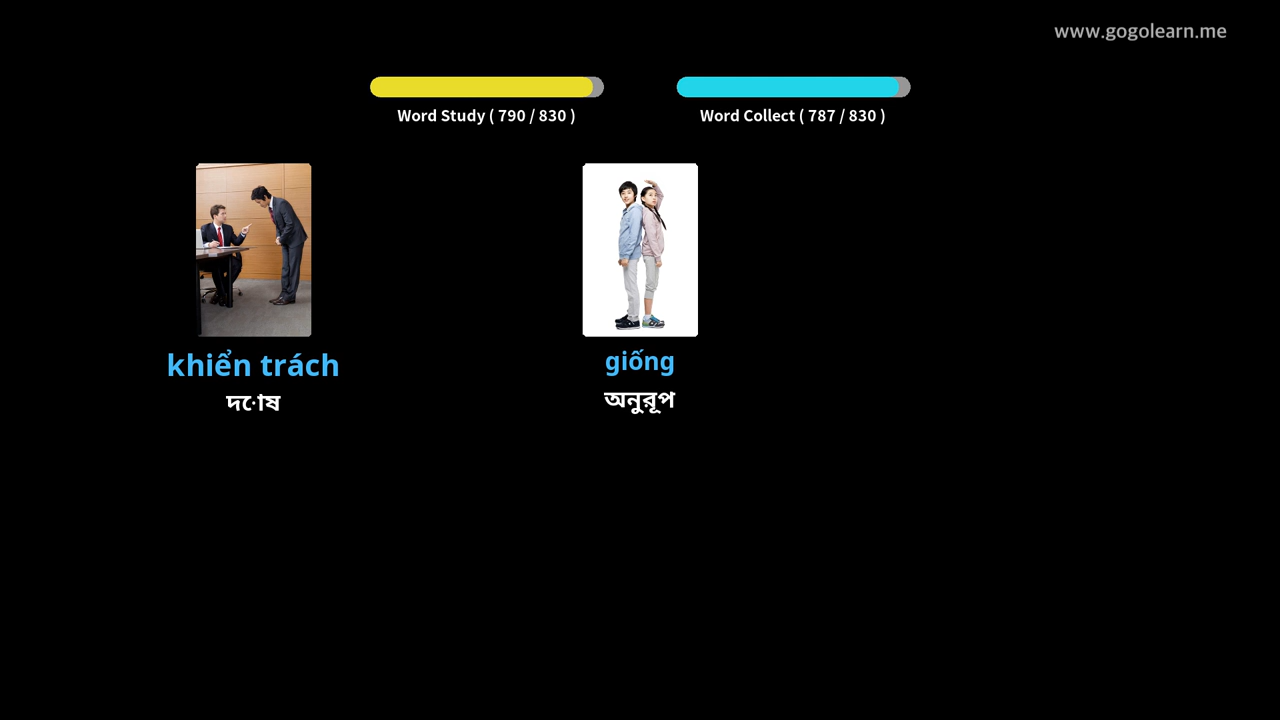 www.gogolearn.me
Word Study ( 790 / 830 )
Word Collect ( 787 / 830 )
khiển trách
giống
দোষ
অনুরূপ